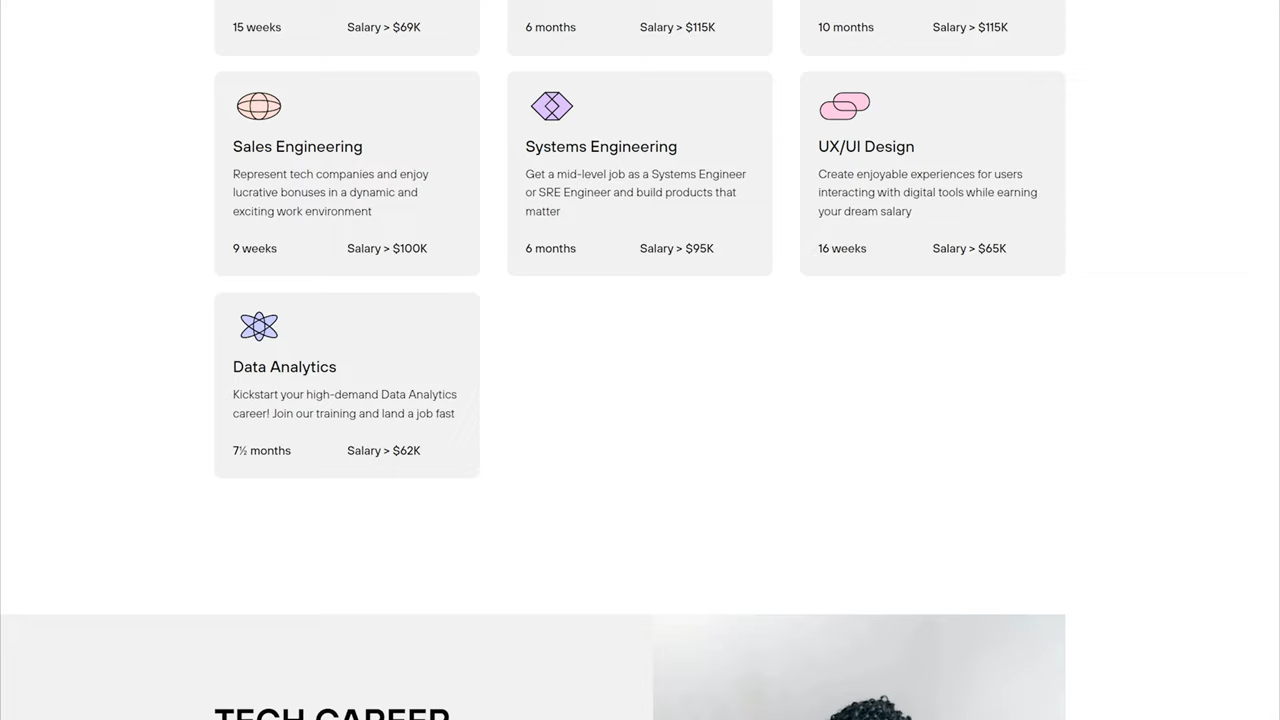 15 weeks Salary > $69K
6 months Salary > $115K
10 months Salary > $115K
Sales Engineering
Represent tech companies and enjoy
lucrative bonuses in a dynamic and
exciting work environment
9 weeks Salary > $100K
Systems Engineering
Get a mid-level job as a Systems Engineer
or SRE Engineer and build products that
matter
6 months Salary > $95K
UX/UI Design
Create enjoyable experiences for users
interacting with digital tools while earning
your dream salary
16 weeks Salary > $65K
Data Analytics
Kickstart your high-demand Data Analytics
career! Join our training and land a job fast
7½ months Salary > $62K
TECH CAREER